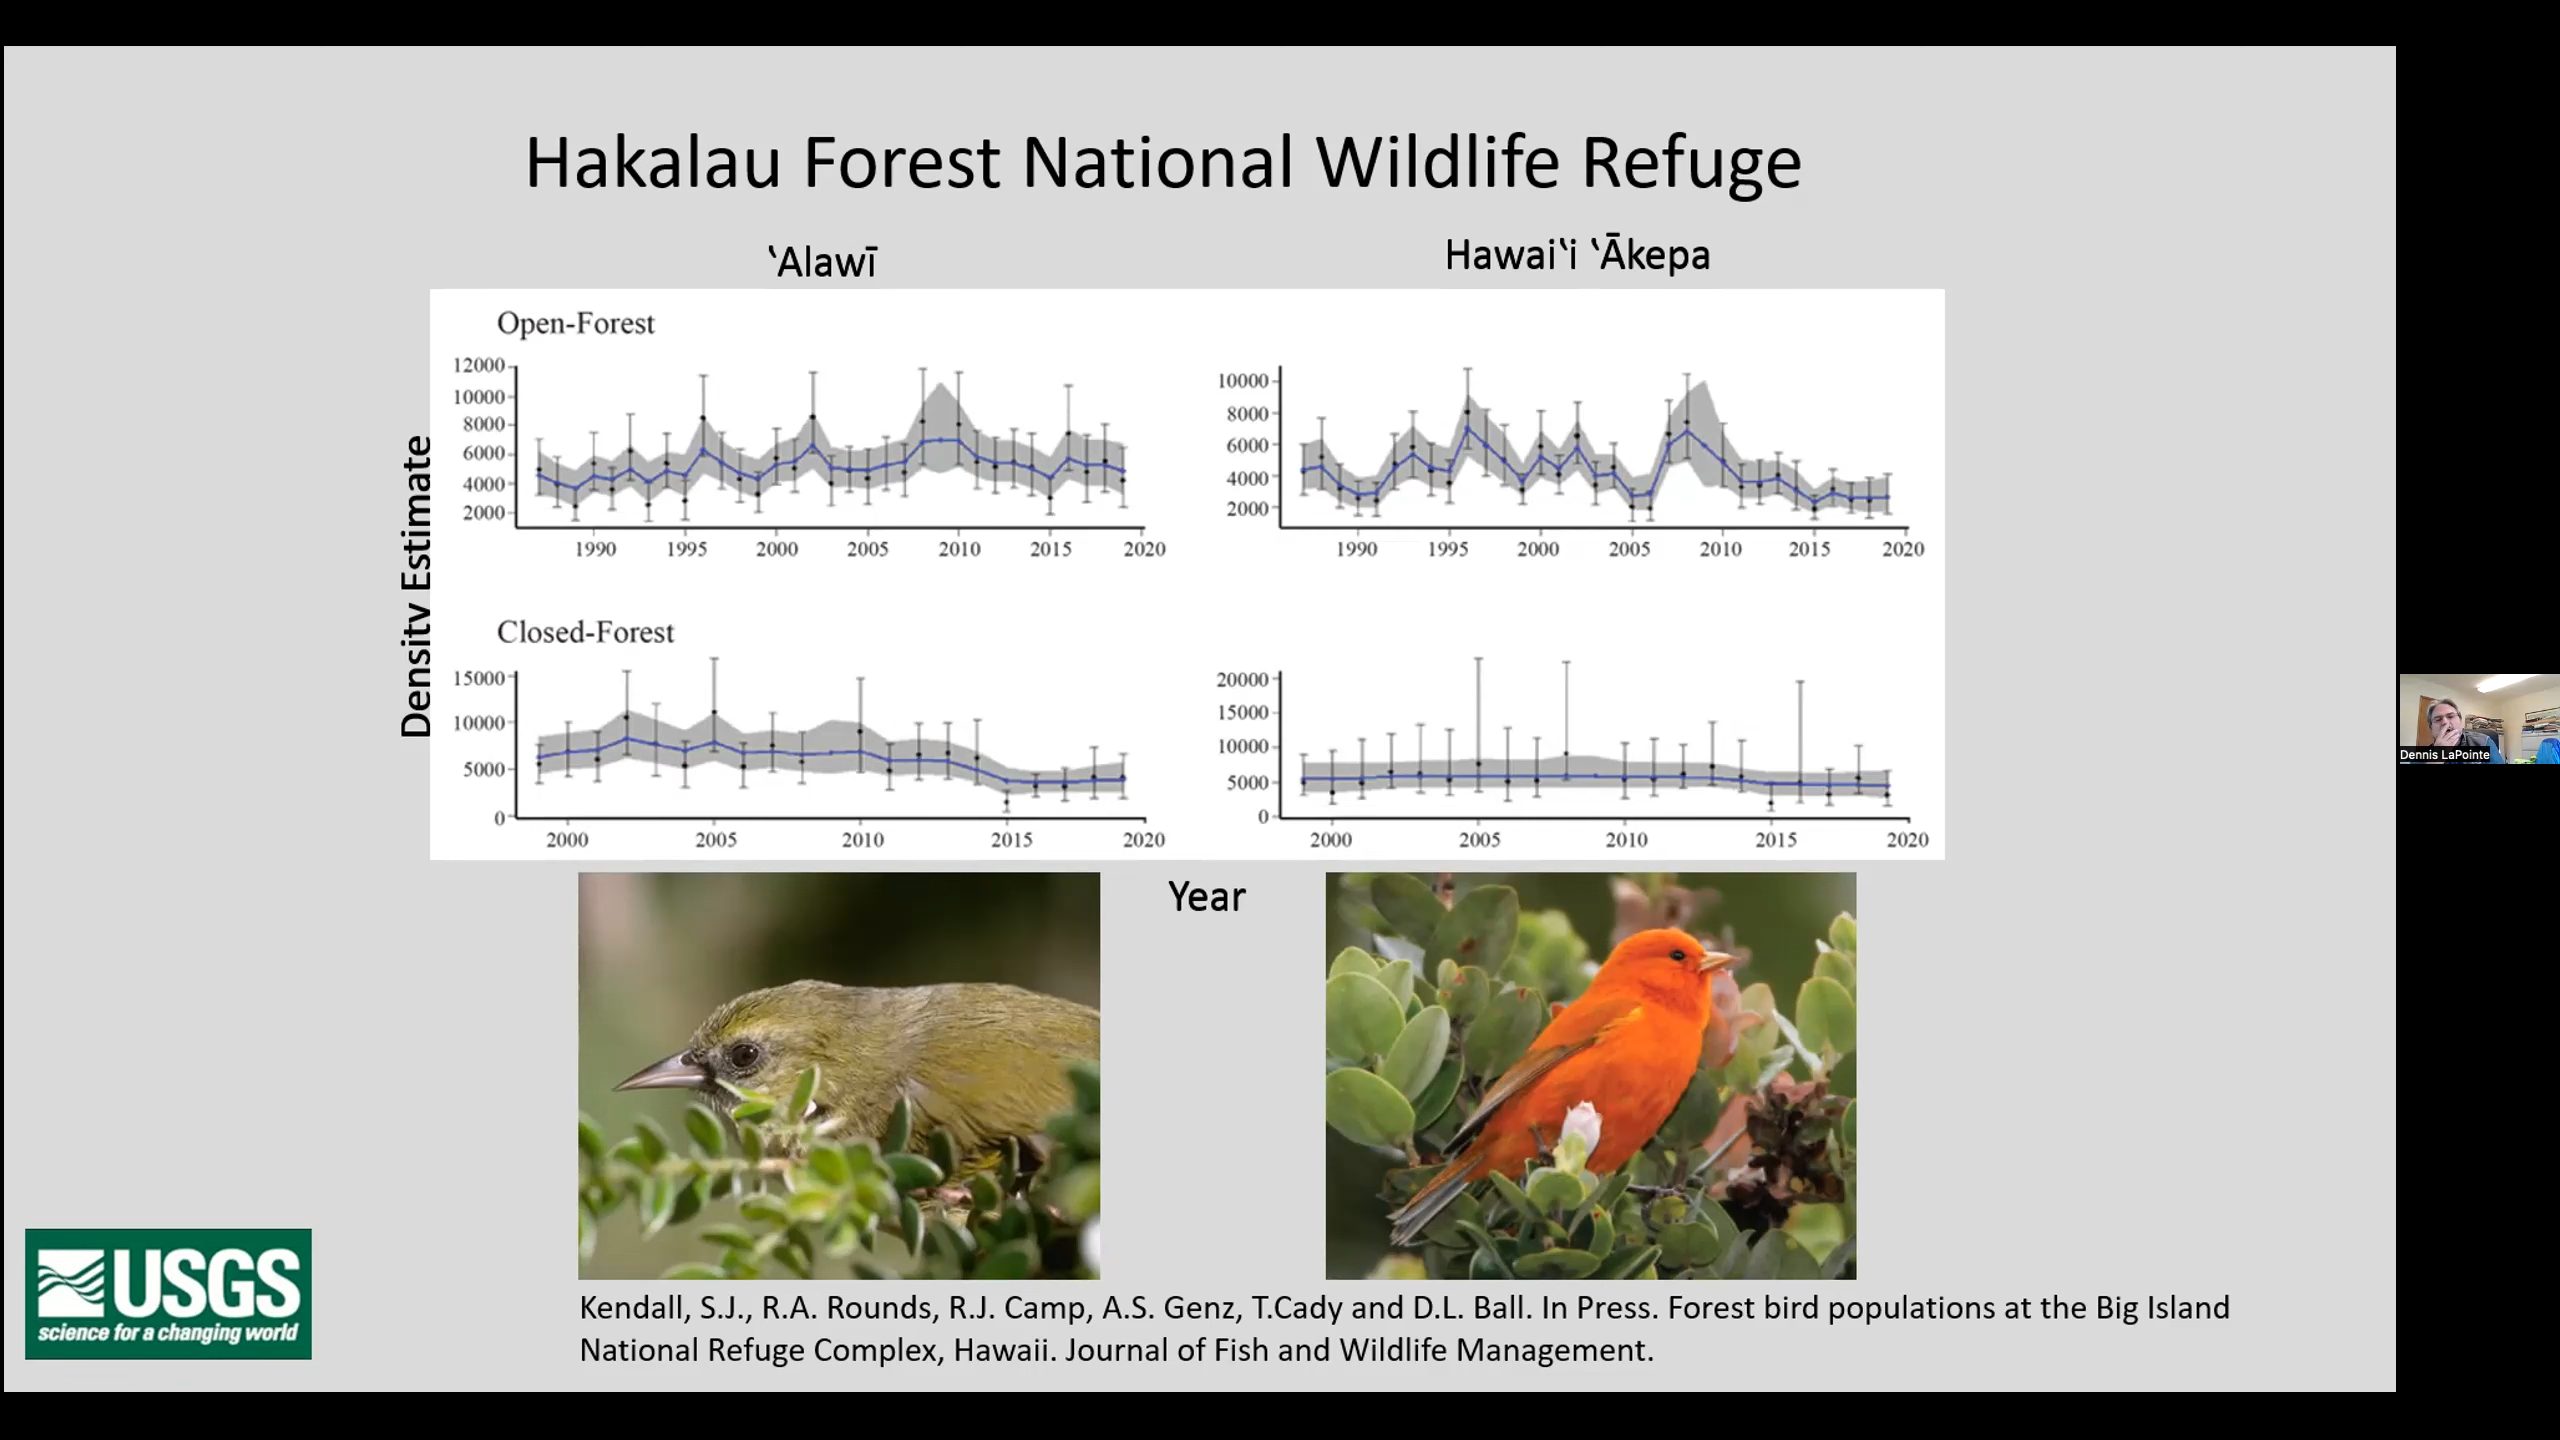 Hakalau Forest National Wildlife Refuge
ʻAlawī
Hawaiʻi ʻĀkepa
Density Estimate
Open-Forest
12000
10000
8000
6000
4000
2000
1990 1995 2000 2005 2010 2015 2020
10000
8000
6000
4000
2000
1990 1995 2000 2005 2010 2015 2020
Closed-Forest
15000
10000
5000
0
2000 2005 2010 2015 2020
20000
15000
10000
5000
0
2000 2005 2010 2015 2020
Year
Dennis LaPointe
USGS
science for a changing world
Kendall, S.J., R.A. Rounds, R.J. Camp, A.S. Genz, T.Cady and D.L. Ball. In Press. Forest bird populations at the Big Island
National Refuge Complex, Hawaii. Journal of Fish and Wildlife Management.